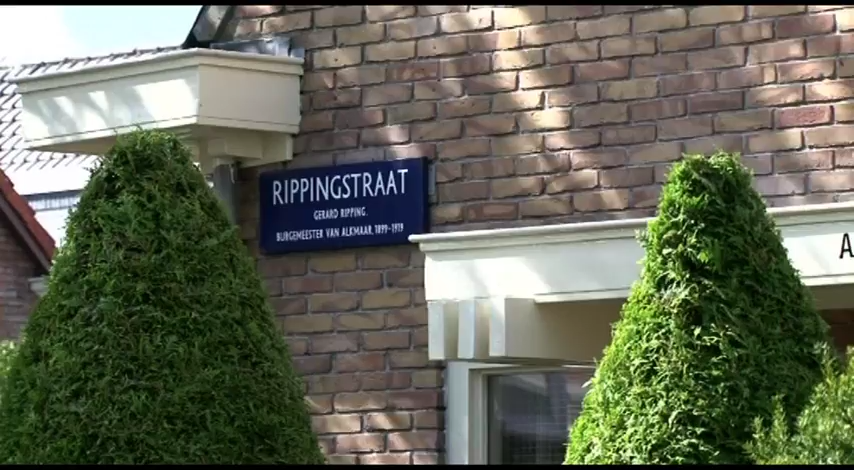 RIPPINGSTRAAT
GERARD RIPPING.
BURGEMEESTER VAN ALKMAAR, 1899-1919
A